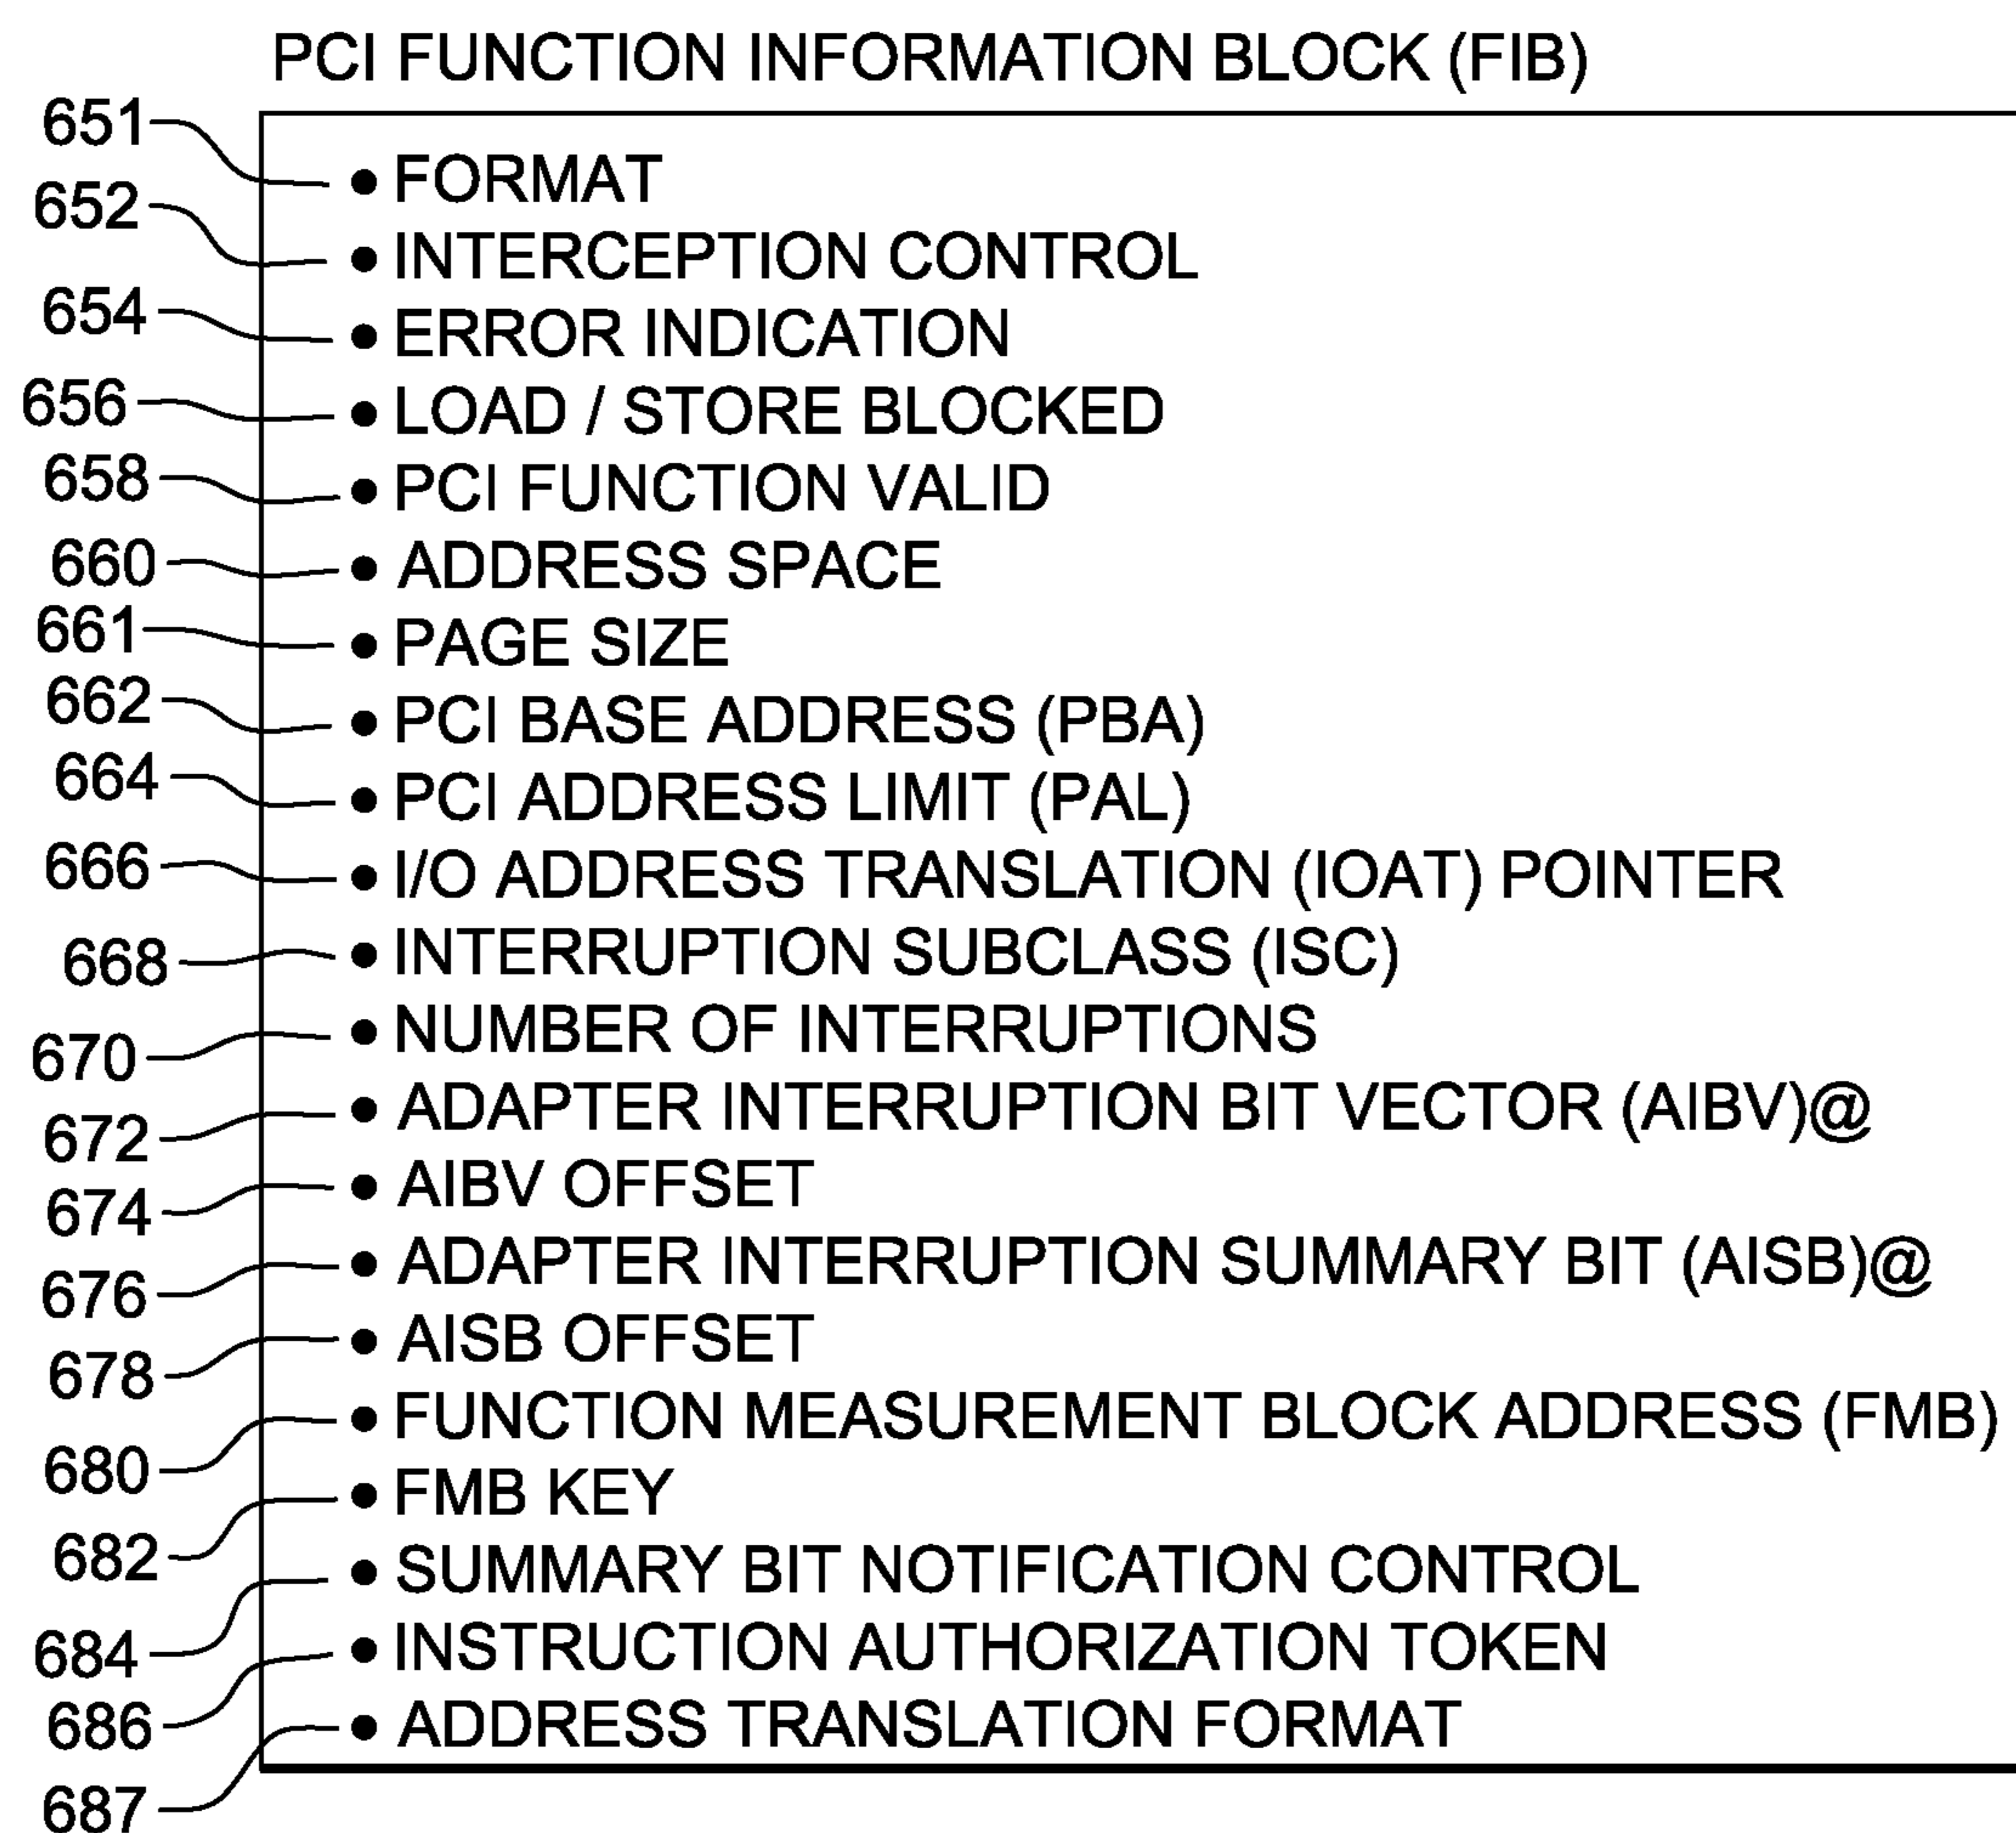 PCI FUNCTION INFORMATION BLOCK (FIB)
651 ● FORMAT
652 ● INTERCEPTION CONTROL
654 ● ERROR INDICATION
656 ● LOAD / STORE BLOCKED
658 ● PCI FUNCTION VALID
660 ● ADDRESS SPACE
661 ● PAGE SIZE
662 ● PCI BASE ADDRESS (PBA)
664 ● PCI ADDRESS LIMIT (PAL)
666 ● I/O ADDRESS TRANSLATION (IOAT) POINTER
668 ● INTERRUPTION SUBCLASS (ISC)
670 ● NUMBER OF INTERRUPTIONS
672 ● ADAPTER INTERRUPTION BIT VECTOR (AIBV)@
674 ● AIBV OFFSET
676 ● ADAPTER INTERRUPTION SUMMARY BIT (AISB)@
678 ● AISB OFFSET
680 ● FUNCTION MEASUREMENT BLOCK ADDRESS (FMB)
682 ● FMB KEY
684 ● SUMMARY BIT NOTIFICATION CONTROL
686 ● INSTRUCTION AUTHORIZATION TOKEN
687 ● ADDRESS TRANSLATION FORMAT